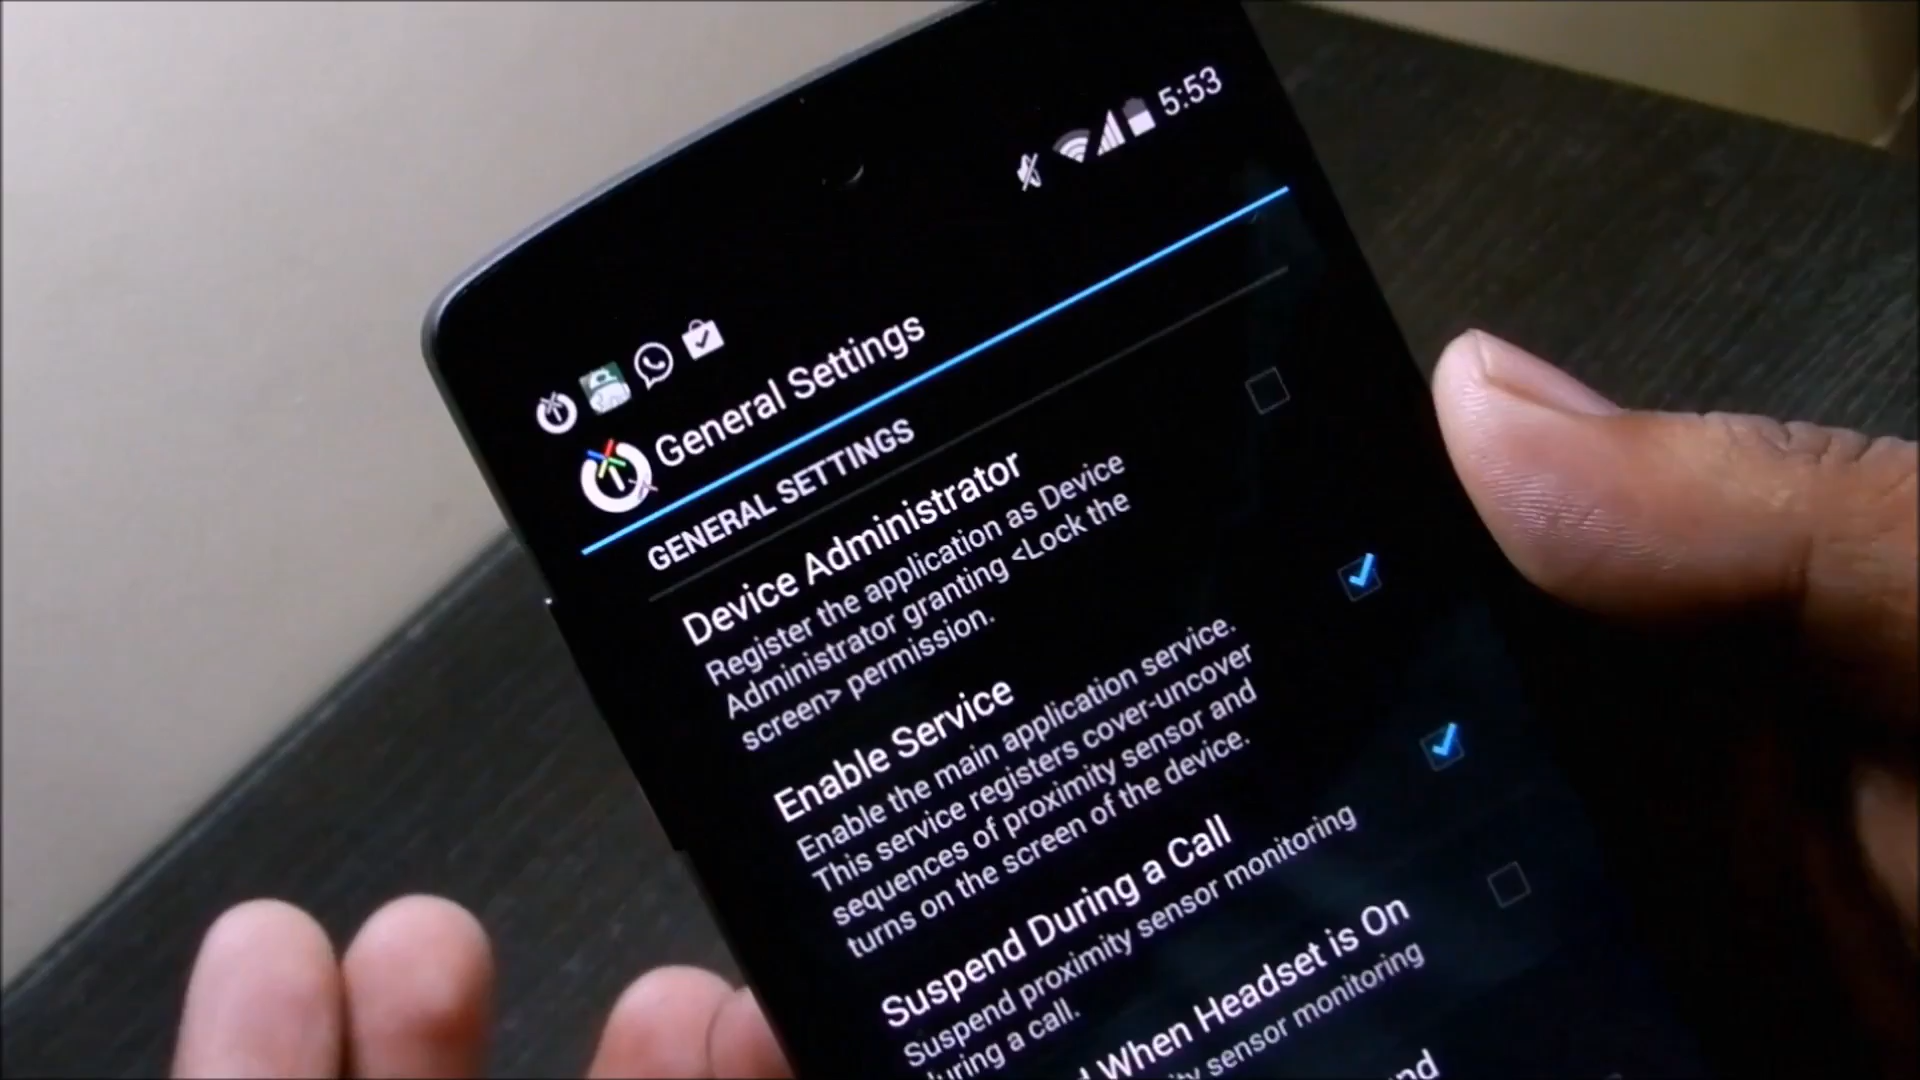 5:53
General Settings
GENERAL SETTINGS
Device Administrator
Register the application as Device
Administrator granting <Lock the
screen> permission.
Enable Service
Enable the main application service.
This service registers cover-uncover
sequences of proximity sensor and
turns on the screen of the device.
Suspend During a Call
Suspend proximity sensor monitoring
during a call.
When Headset is On
sensor monitoring